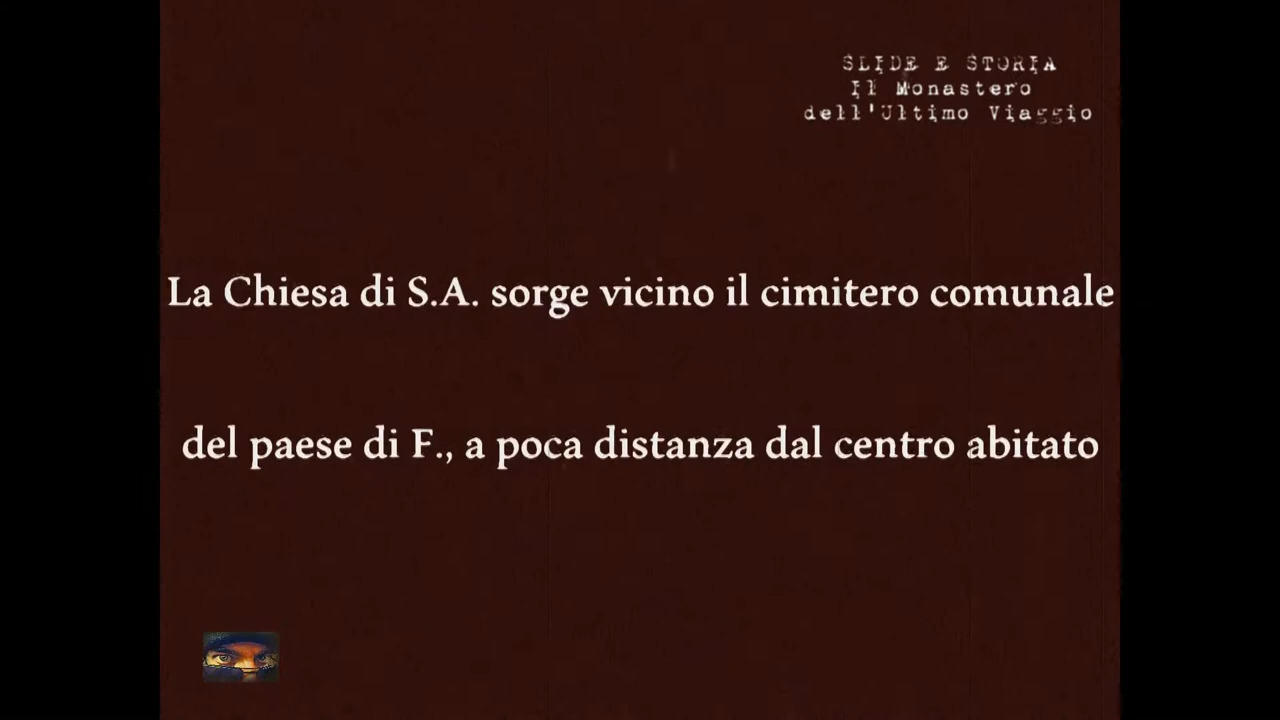 SLIDE E STORIA
Il Monastero
dell'Ultimo Viaggio
La Chiesa di S.A. sorge vicino il cimitero comunale
del paese di F., a poca distanza dal centro abitato